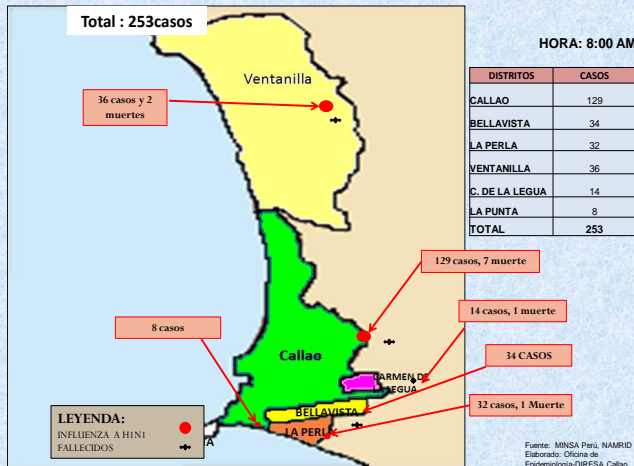 Total : 253casos
HORA: 8:00 AM
Ventanilla
36 casos y 2
muertes
DISTRITOS CASOS
CALLAO 129
BELLAVISTA 34
LA PERLA 32
VENTANILLA 36
C. DE LA LEGUA 14
LA PUNTA 8
TOTAL 253
129 casos, 7 muerte
14 casos, 1 muerte
8 casos
34 CASOS
Callao
CARMEN DE
LA LEGUA
BELLAVISTA
32 casos, 1 Muerte
LA PERLA
LEYENDA:
INFLUENZA A H1N1
FALLECIDOS
Fuente: MINSA Perú, NAMRID
Elaborado: Oficina de
Epidemiología-DIRESA Callao